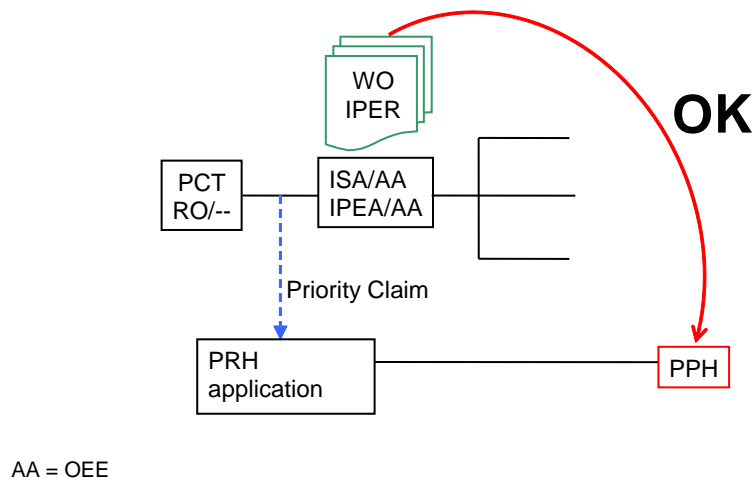 WO
IPER
OK
PCT
RO/--
ISA/AA
IPEA/AA
Priority Claim
PRH
application
PPH
AA = OEE